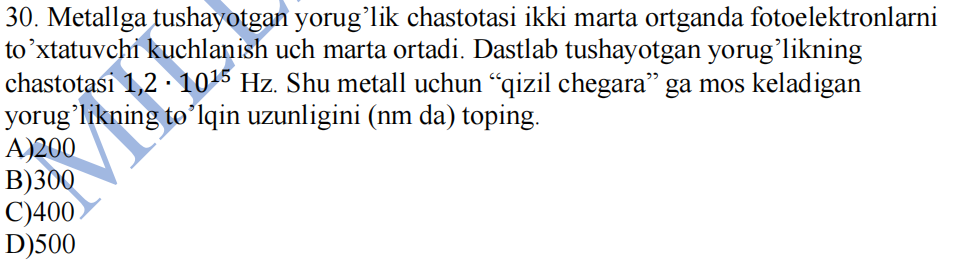 30. Metallga tushayotgan yorug’lik chastotasi ikki marta ortganda fotoelektronlarni
to’xtatuvchi kuchlanish uch marta ortadi. Dastlab tushayotgan yorug’likning
chastotasi 1,2 · 10¹⁵ Hz. Shu metall uchun “qizil chegara” ga mos keladigan
yorug’likning to’lqin uzunligini (nm da) toping.
A)200
B)300
C)400
D)500